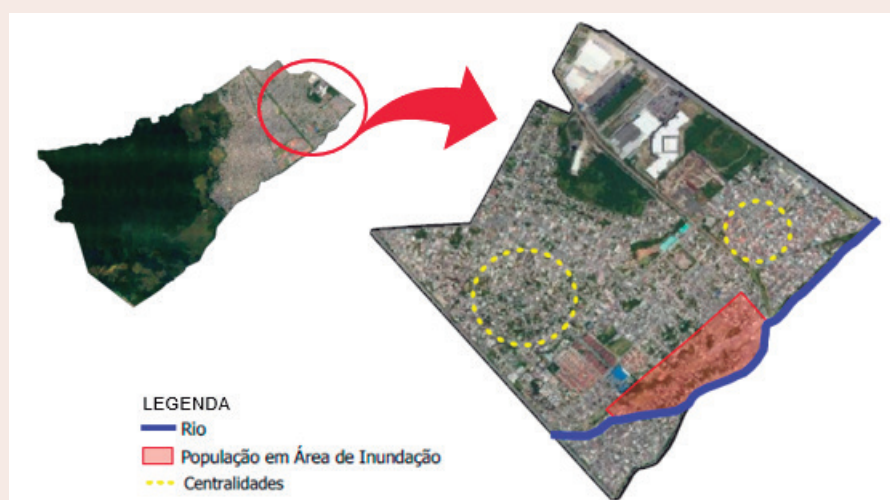 LEGENDA
Rio
População em Área de Inundação
Centralidades